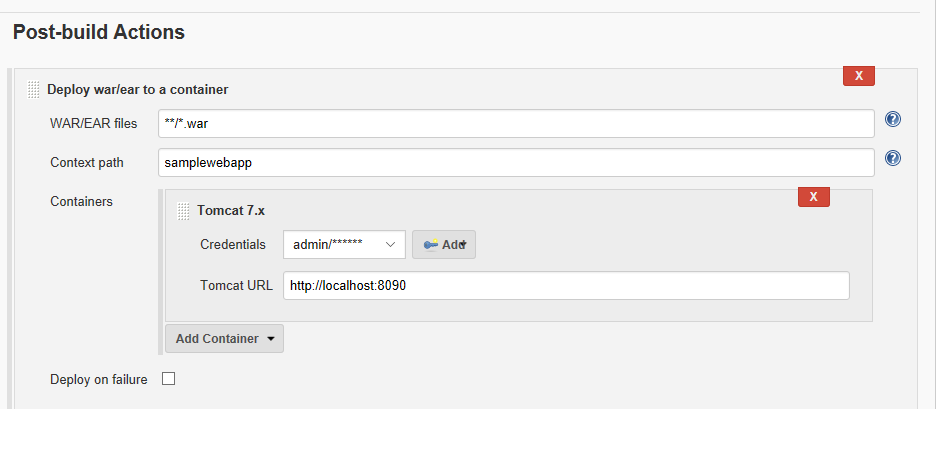 Post-build Actions
X
Deploy war/ear to a container
WAR/EAR files **/*.war ?
Context path samplewebapp ?
Containers
X
Tomcat 7.x
Credentials admin/****** Add
Tomcat URL http://localhost:8090
Add Container
Deploy on failure